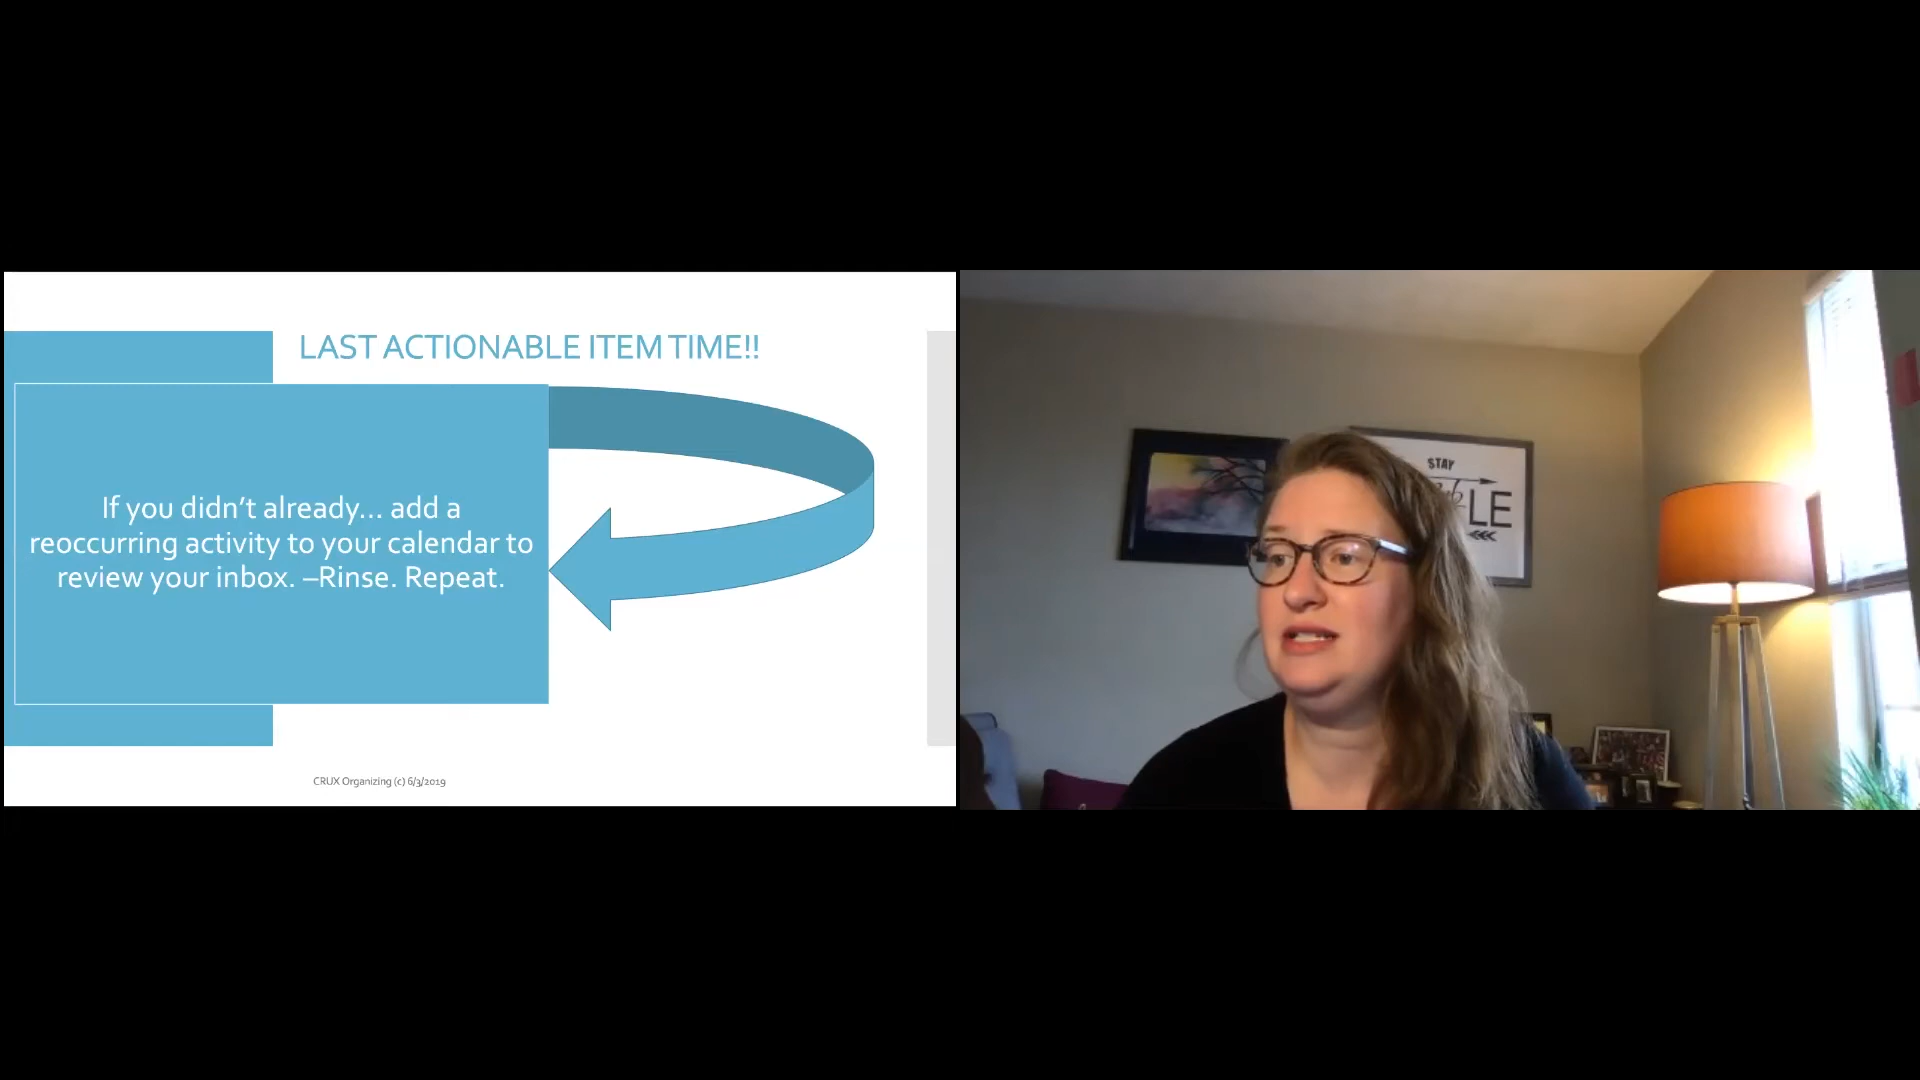 LAST ACTIONABLE ITEM TIME!!
If you didn't already... add a
reoccurring activity to your calendar to
review your inbox. –Rinse. Repeat.
CRUX Organizing (c) 6/3/2019
STAY
LE